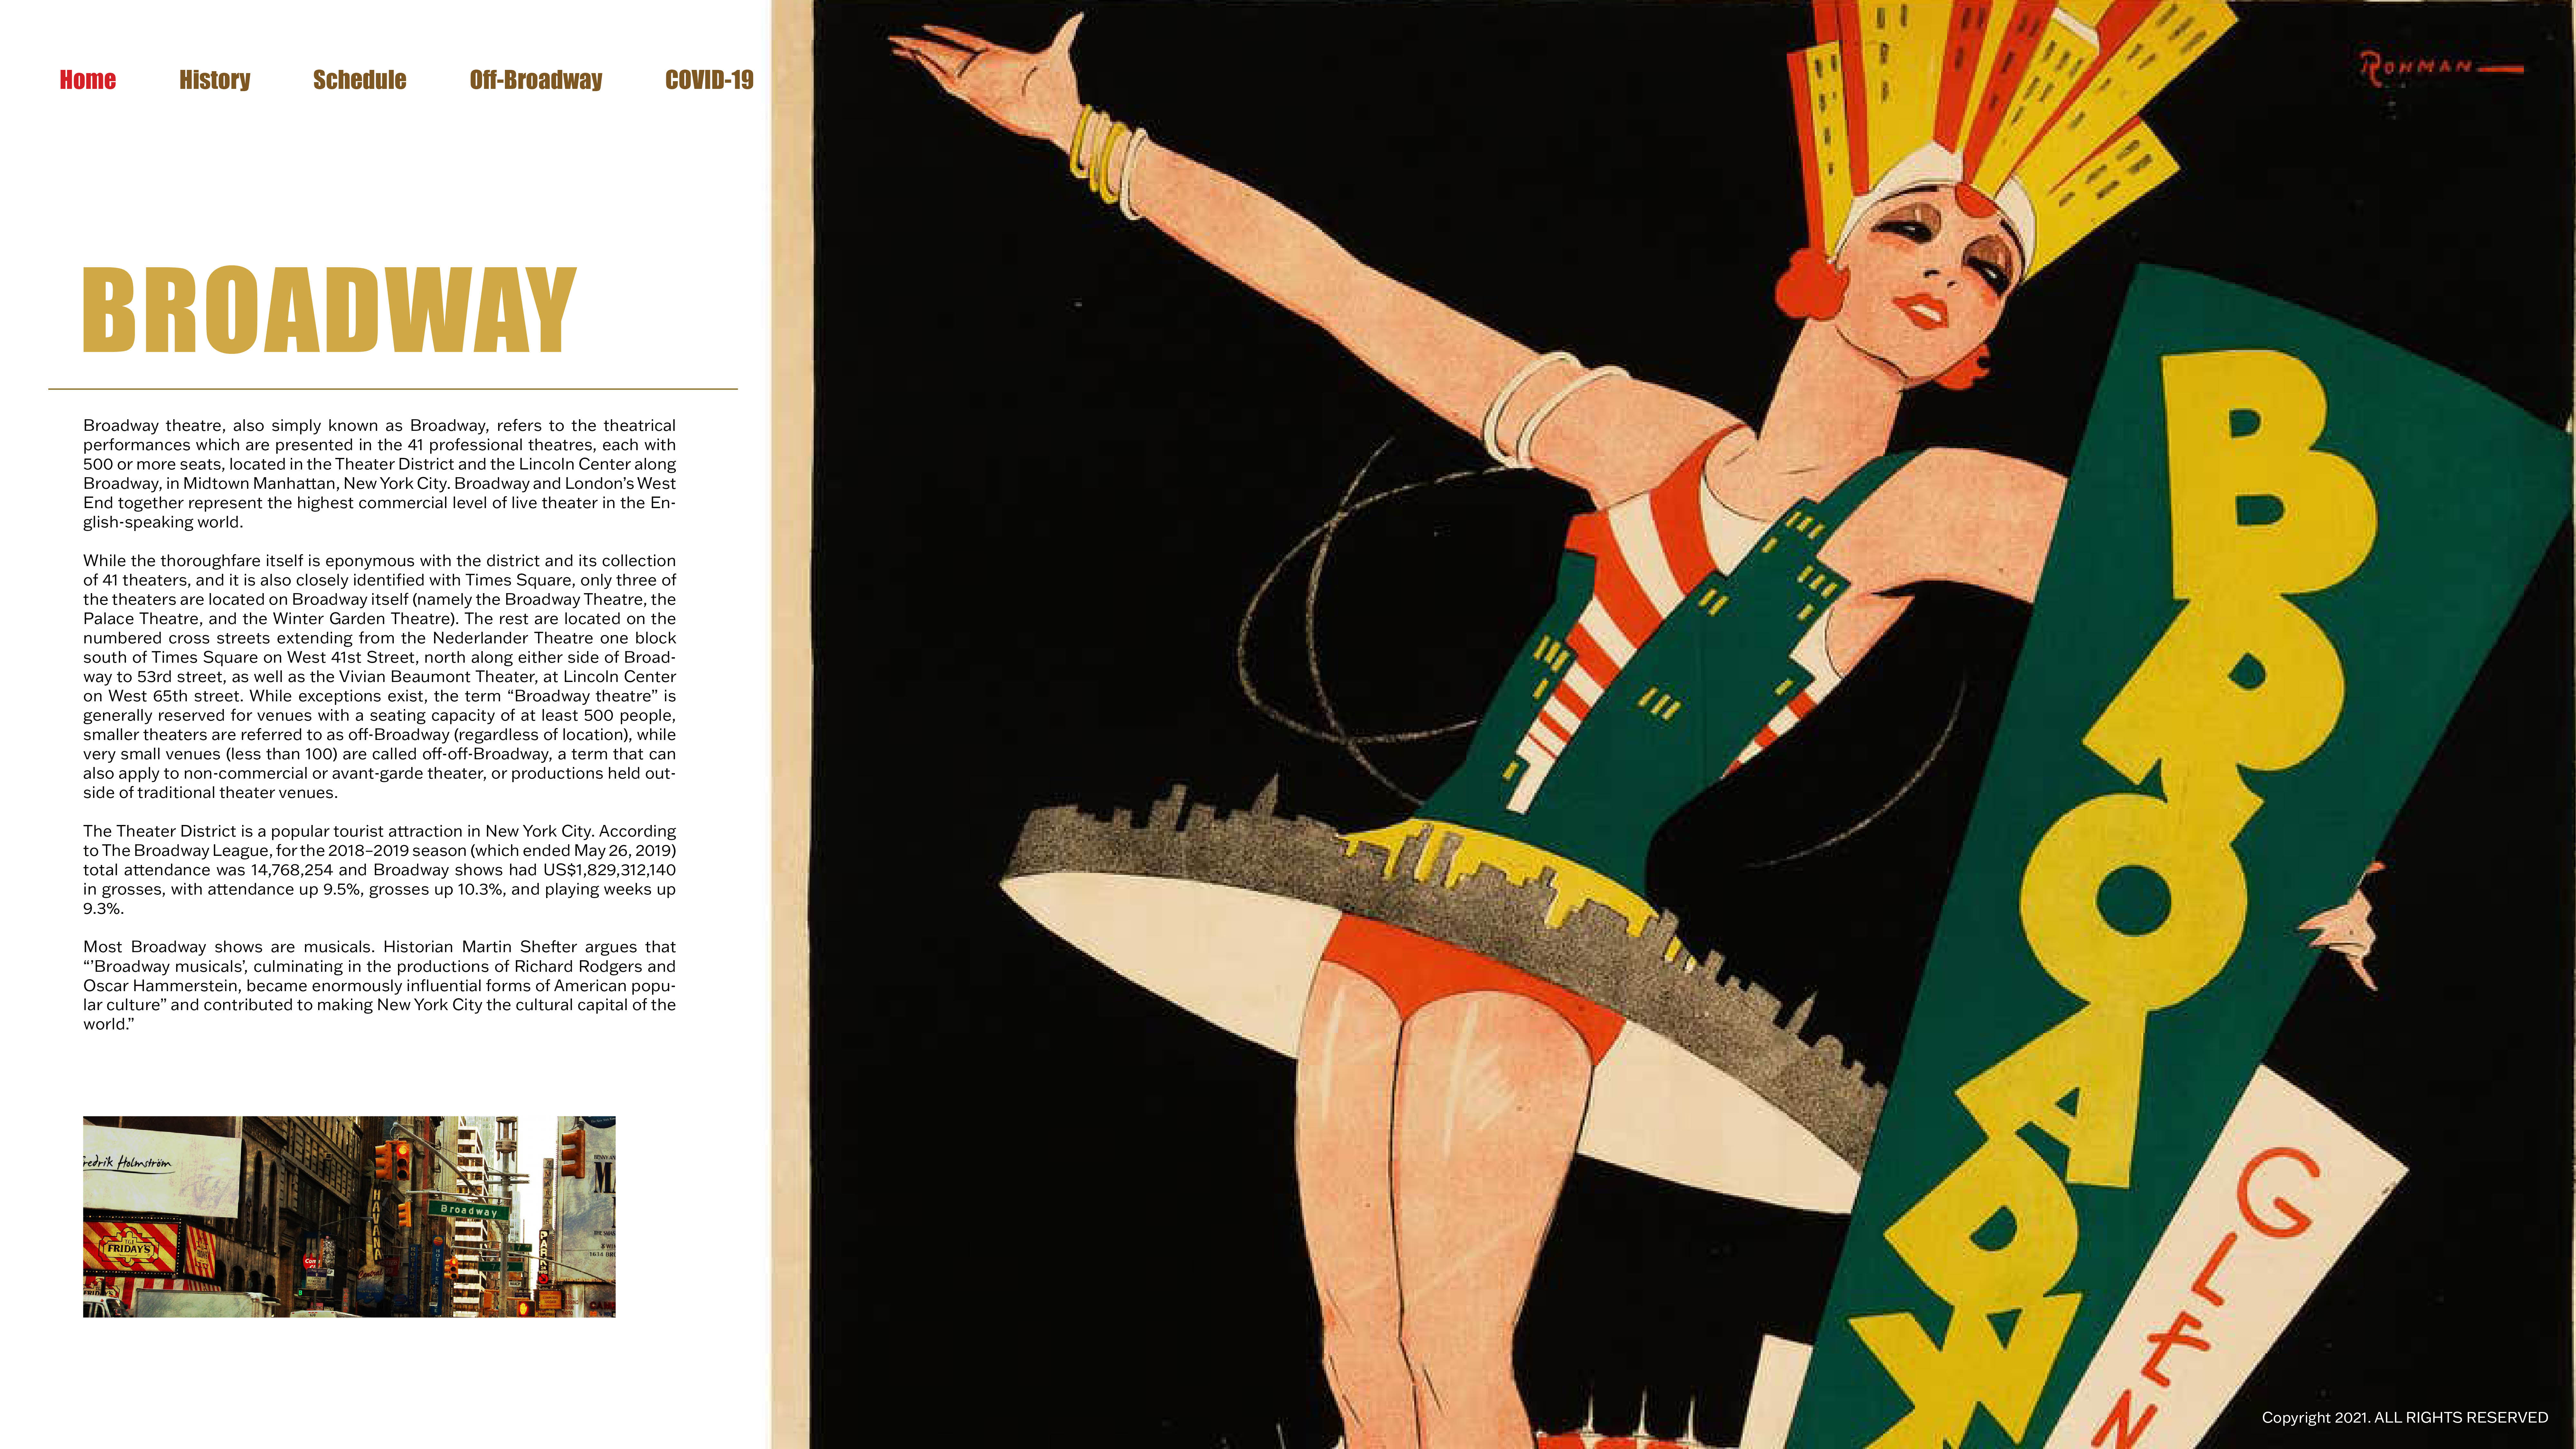 Home History Schedule Off-Broadway COVID-19
BROADWAY
Broadway theatre, also simply known as Broadway, refers to the theatrical
performances which are presented in the 41 professional theatres, each with
500 or more seats, located in the Theater District and the Lincoln Center along
Broadway, in Midtown Manhattan, New York City. Broadway and London’s West
End together represent the highest commercial level of live theater in the En-
glish-speaking world.
While the thoroughfare itself is eponymous with the district and its collection
of 41 theaters, and it is also closely identified with Times Square, only three of
the theaters are located on Broadway itself (namely the Broadway Theatre, the
Palace Theatre, and the Winter Garden Theatre). The rest are located on the
numbered cross streets extending from the Nederlander Theatre one block
south of Times Square on West 41st Street, north along either side of Broad-
way to 53rd street, as well as the Vivian Beaumont Theater, at Lincoln Center
on West 65th street. While exceptions exist, the term “Broadway theatre” is
generally reserved for venues with a seating capacity of at least 500 people,
smaller theaters are referred to as off-Broadway (regardless of location), while
very small venues (less than 100) are called off-off-Broadway, a term that can
also apply to non-commercial or avant-garde theater, or productions held out-
side of traditional theater venues.
The Theater District is a popular tourist attraction in New York City. According
to The Broadway League, for the 2018–2019 season (which ended May 26, 2019)
total attendance was 14,768,254 and Broadway shows had US$1,829,312,140
in grosses, with attendance up 9.5%, grosses up 10.3%, and playing weeks up
9.3%.
Most Broadway shows are musicals. Historian Martin Shefter argues that
“’Broadway musicals’, culminating in the productions of Richard Rodgers and
Oscar Hammerstein, became enormously influential forms of American popu-
lar culture” and contributed to making New York City the cultural capital of the
world.”
redrik Holmström
FRIDAY'S
HAVANA
Central
Broadway
PARK
ROHMAN
BROADW
GLEN
Copyright 2021. ALL RIGHTS RESERVED